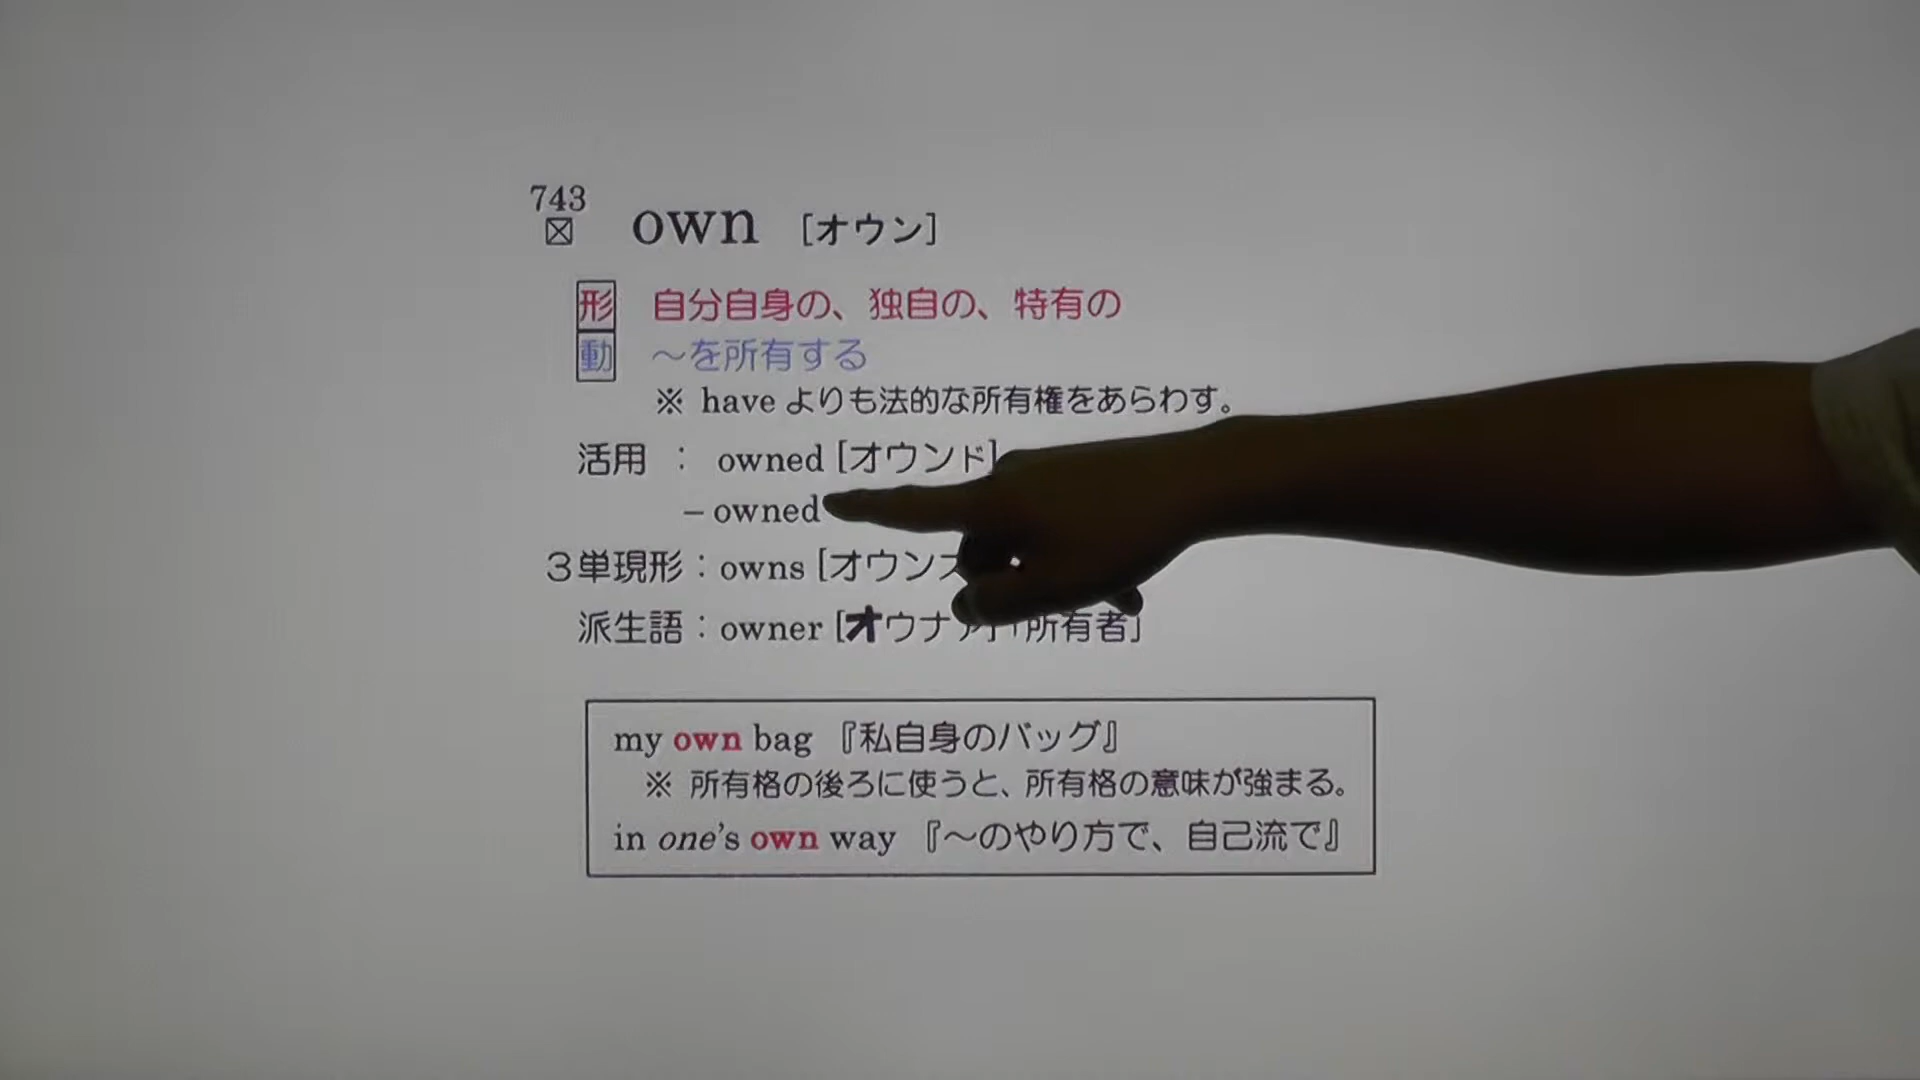 743
☒ own [オウン]
形 自分自身の、独自の、特有の
動 ～を所有する
※ haveよりも法的な所有権をあらわす。
活用 : owned [オウンド]
– owned
3単現形 : owns [オウンズ
派生語 : owner [オウナ 「所有者」
my own bag 『私自身のバッグ』
※ 所有格の後ろに使うと、所有格の意味が強まる。
in one's own way 『～のやり方で、自己流で』